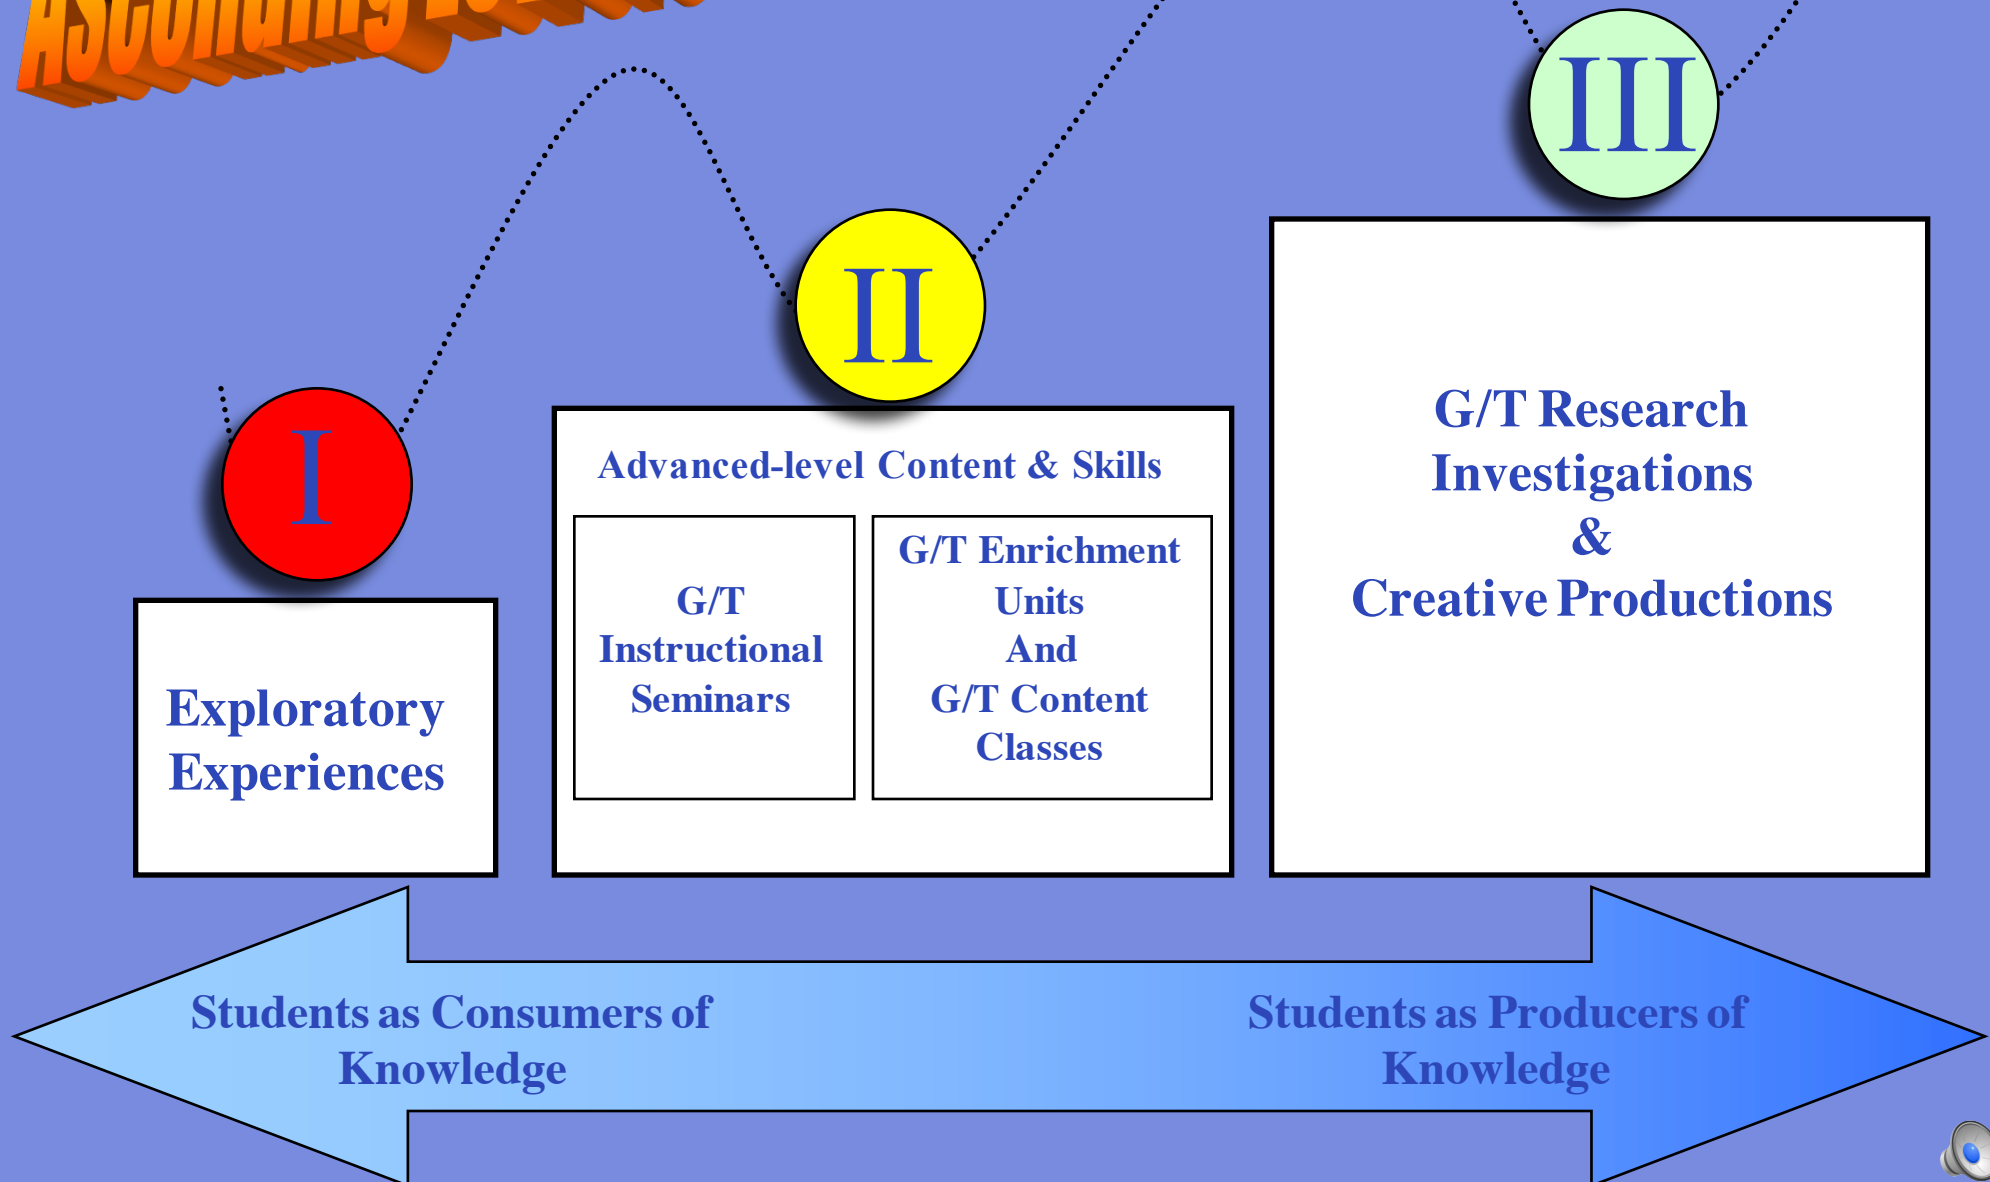 Ascending
III
II
I
G/T Research
Investigations
&
Creative Productions
Advanced-level Content & Skills
G/T
Instructional
Seminars
G/T Enrichment
Units
And
G/T Content
Classes
Exploratory
Experiences
Students as Consumers of
Knowledge
Students as Producers of
Knowledge